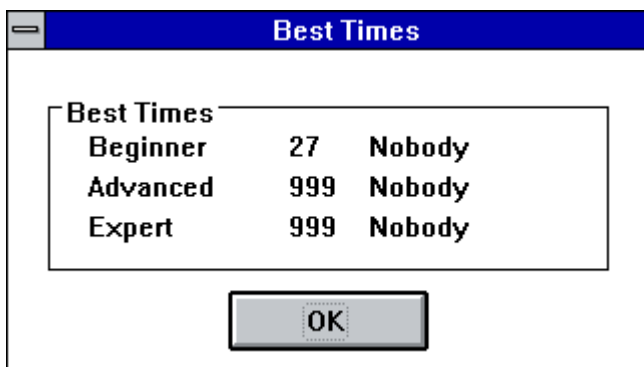 Best Times
Best Times
Beginner 27 Nobody
Advanced 999 Nobody
Expert 999 Nobody
OK